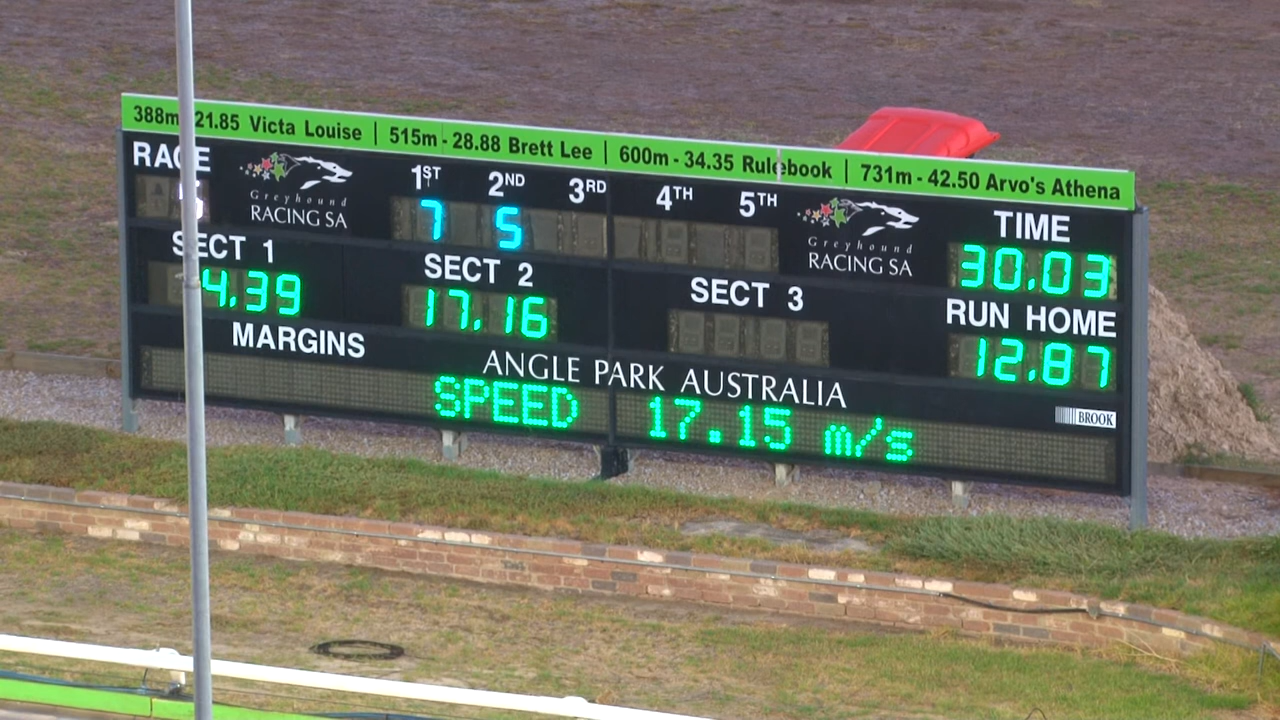 388m 21.85 Victa Louise | 515m - 28.88 Brett Lee | 600m - 34.35 Rulebook | 731m - 42.50 Arvo's Athena
RACE
Greyhound
RACING SA
1ST 2ND 3RD 4TH 5TH
7 5
Greyhound
RACING SA
TIME
30.03
SECT 1
4.39
SECT 2
17.16
SECT 3
RUN HOME
12.87
MARGINS
ANGLE PARK AUSTRALIA
SPEED 17.15 m/s
BROOK